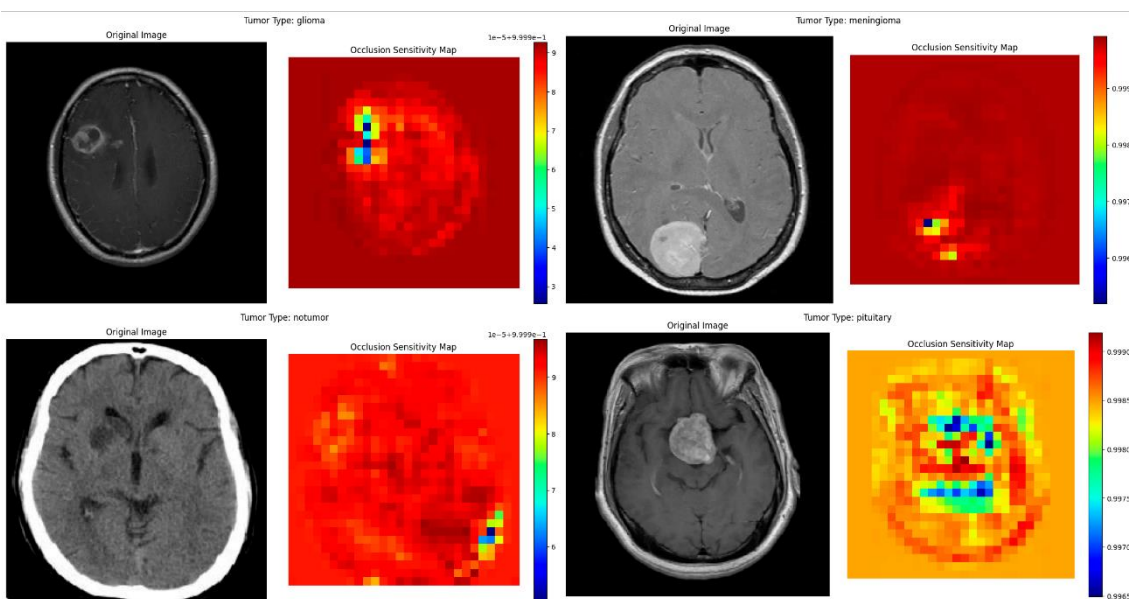 Tumor Type: glioma
Original Image
Occlusion Sensitivity Map
1e−5+9.999e−1
9
8
7
6
5
4
3
Tumor Type: meningioma
Original Image
Occlusion Sensitivity Map
0.999
0.998
0.997
0.996
Tumor Type: notumor
Original Image
Occlusion Sensitivity Map
1e−5+9.999e−1
9
8
7
6
Tumor Type: pituitary
Original Image
Occlusion Sensitivity Map
0.9990
0.9985
0.9980
0.9975
0.9970
0.9965